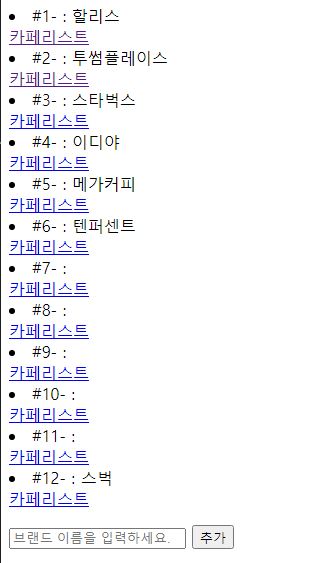 • #1- : 할리스
카페리스트
• #2- : 투썸플레이스
카페리스트
• #3- : 스타벅스
카페리스트
• #4- : 이디야
카페리스트
• #5- : 메가커피
카페리스트
• #6- : 텐퍼센트
카페리스트
• #7- :
카페리스트
• #8- :
카페리스트
• #9- :
카페리스트
• #10- :
카페리스트
• #11- :
카페리스트
• #12- : 스벅
카페리스트
브랜드 이름을 입력하세요. 추가